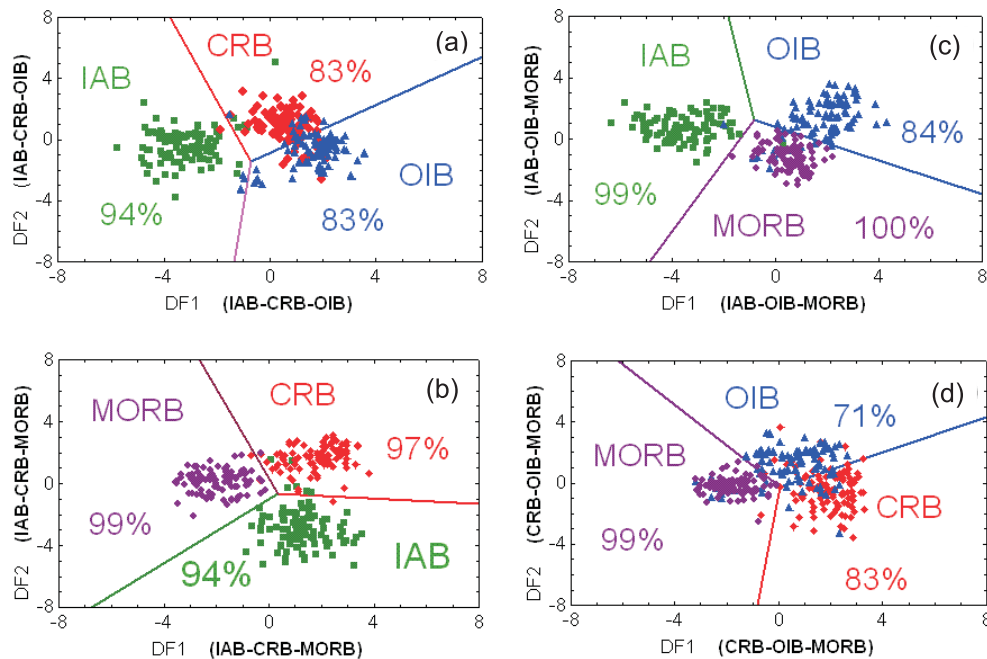 (a)
CRB
83%
IAB
OIB
94%
83%
8
4
0
-4
-8
-8
-4
0
4
8
DF2 (IAB-CRB-OIB)
DF1 (IAB-CRB-OIB)
(c)
OIB
IAB
84%
99%
MORB
100%
8
4
0
-4
-8
-8
-4
0
4
8
DF2 (IAB-OIB-MORB)
DF1 (IAB-OIB-MORB)
(b)
CRB
MORB
97%
99%
94%
IAB
8
4
0
-4
-8
-8
-4
0
4
8
DF2 (IAB-CRB-MORB)
DF1 (IAB-CRB-MORB)
(d)
OIB
71%
MORB
CRB
99%
83%
8
4
0
-4
-8
-8
-4
0
4
8
DF2 (CRB-OIB-MORB)
DF1 (CRB-OIB-MORB)